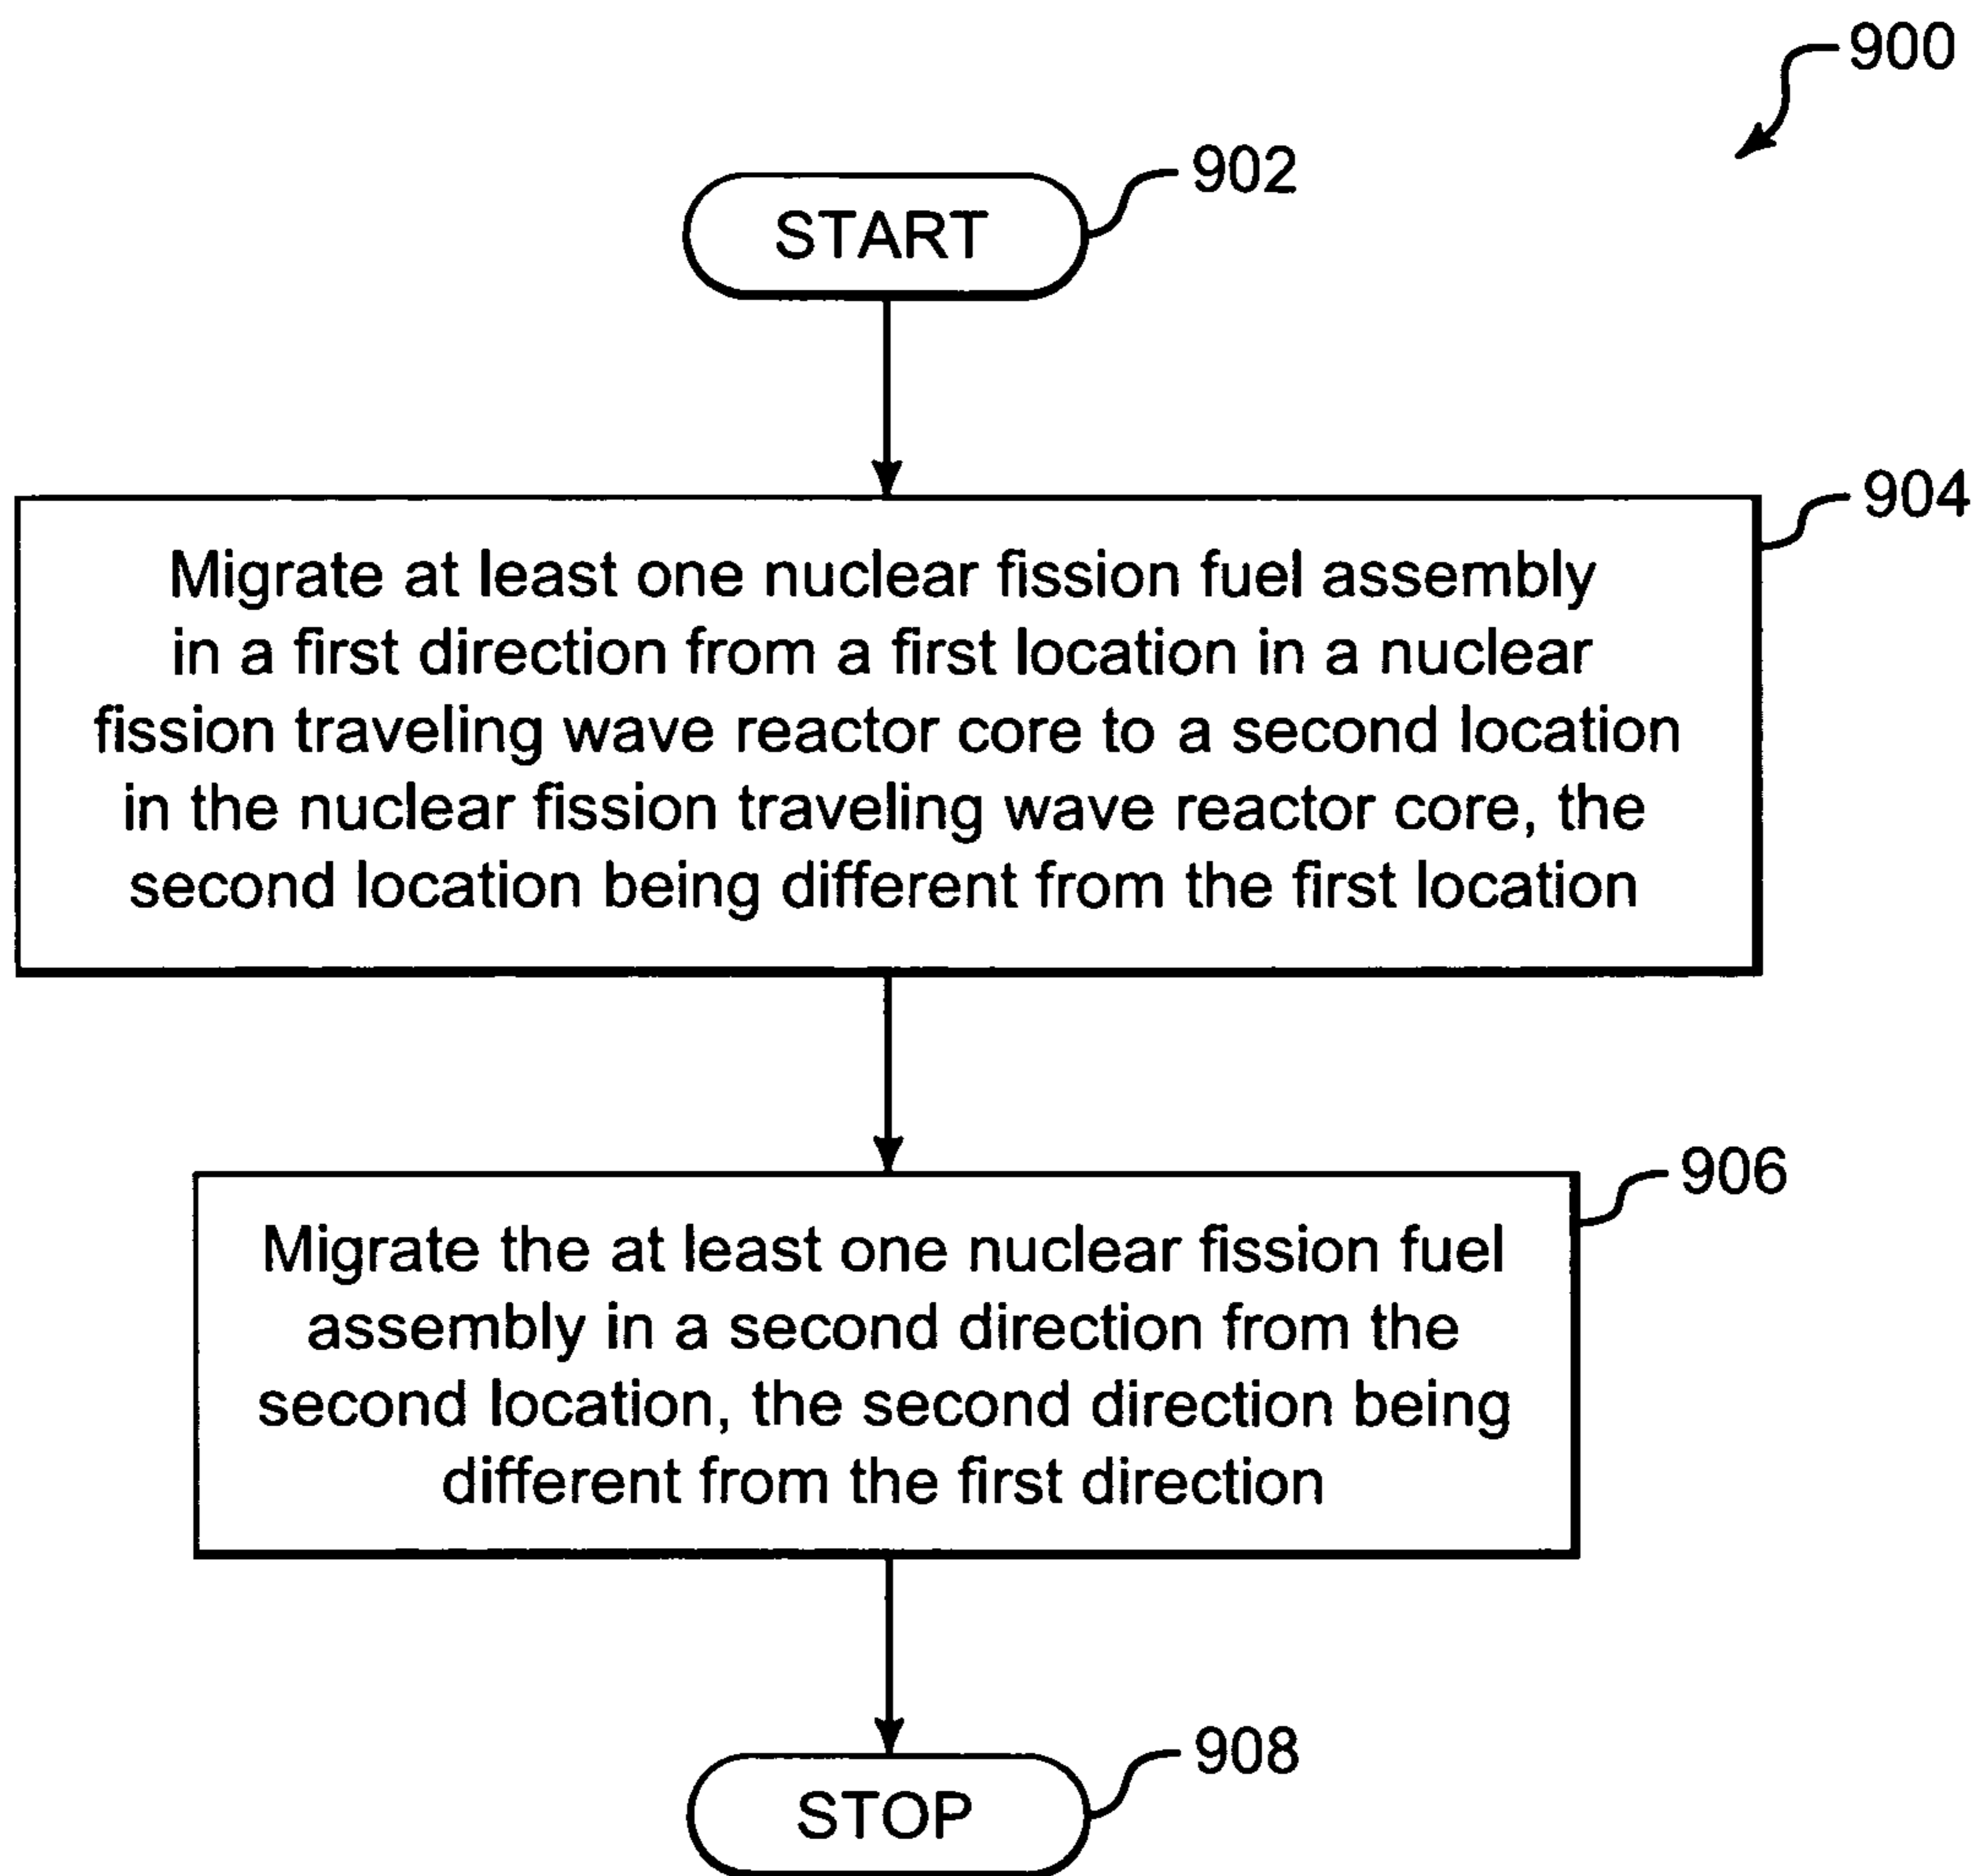 900
902
START
904
Migrate at least one nuclear fission fuel assembly
in a first direction from a first location in a nuclear
fission traveling wave reactor core to a second location
in the nuclear fission traveling wave reactor core, the
second location being different from the first location
906
Migrate the at least one nuclear fission fuel
assembly in a second direction from the
second location, the second direction being
different from the first direction
908
STOP